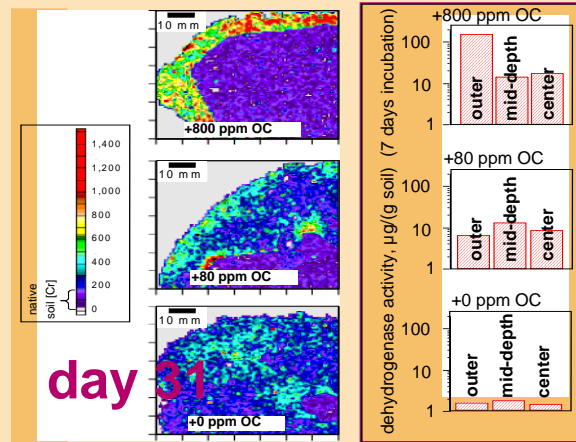 10 mm
+800 ppm OC
1,400
1,200
1,000
800
600
400
200
0
native
soil [Cr]
10 mm
+80 ppm OC
10 mm
+0 ppm OC
day 31
dehydrogenase activity, µg/(g soil) (7 days incubation)
+800 ppm OC
100
10
1
outer
mid-depth
center
+80 ppm OC
100
10
1
outer
mid-depth
center
+0 ppm OC
100
10
1
outer
mid-depth
center